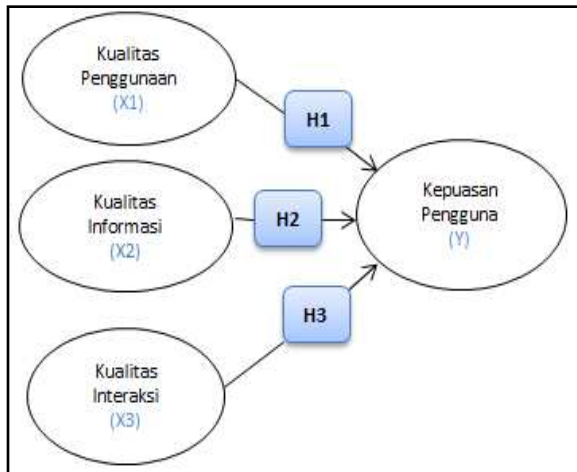 Kualitas
Penggunaan
(X1)
H1
Kualitas
Informasi
(X2)
H2
Kepuasan
Pengguna
(Y)
H3
Kualitas
Interaksi
(X3)